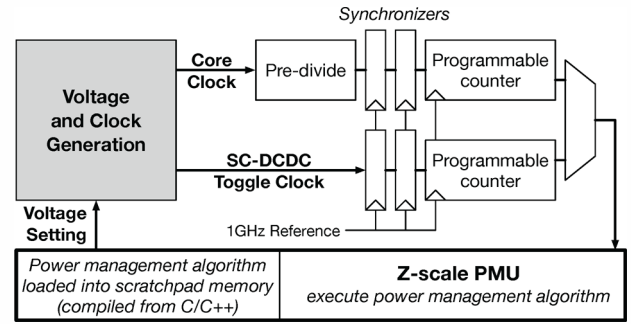 Synchronizers
Core
Clock
Pre-divide
Programmable
counter
Voltage
and Clock
Generation
SC-DCDC
Toggle Clock
Programmable
counter
Voltage
Setting
1GHz Reference
Power management algorithm
loaded into scratchpad memory
(compiled from C/C++)
Z-scale PMU
execute power management algorithm